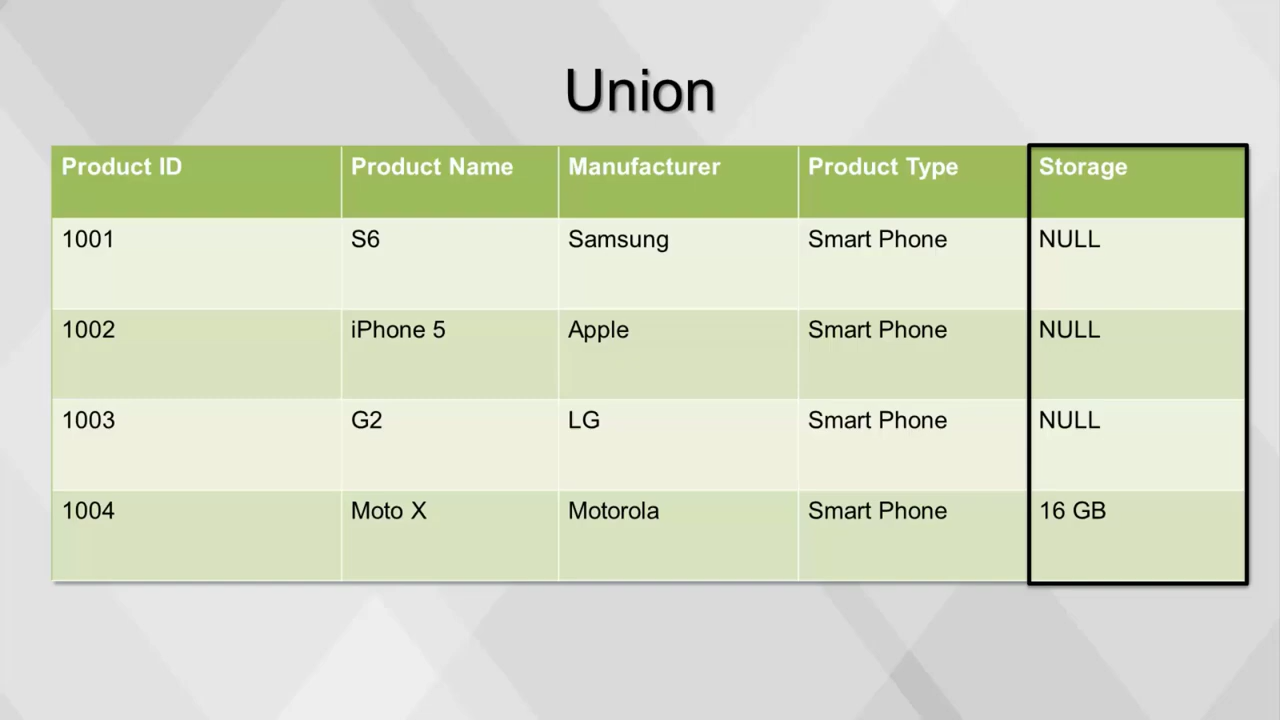 Union
Product ID Product Name Manufacturer Product Type Storage
1001 S6 Samsung Smart Phone NULL
1002 iPhone 5 Apple Smart Phone NULL
1003 G2 LG Smart Phone NULL
1004 Moto X Motorola Smart Phone 16 GB